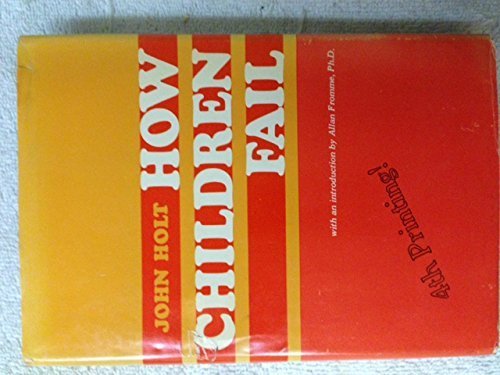 JOHN HOLT
HOW
CHILDREN
FAIL
with an introduction by Allan Fromme, Ph.D.
4th Printing!